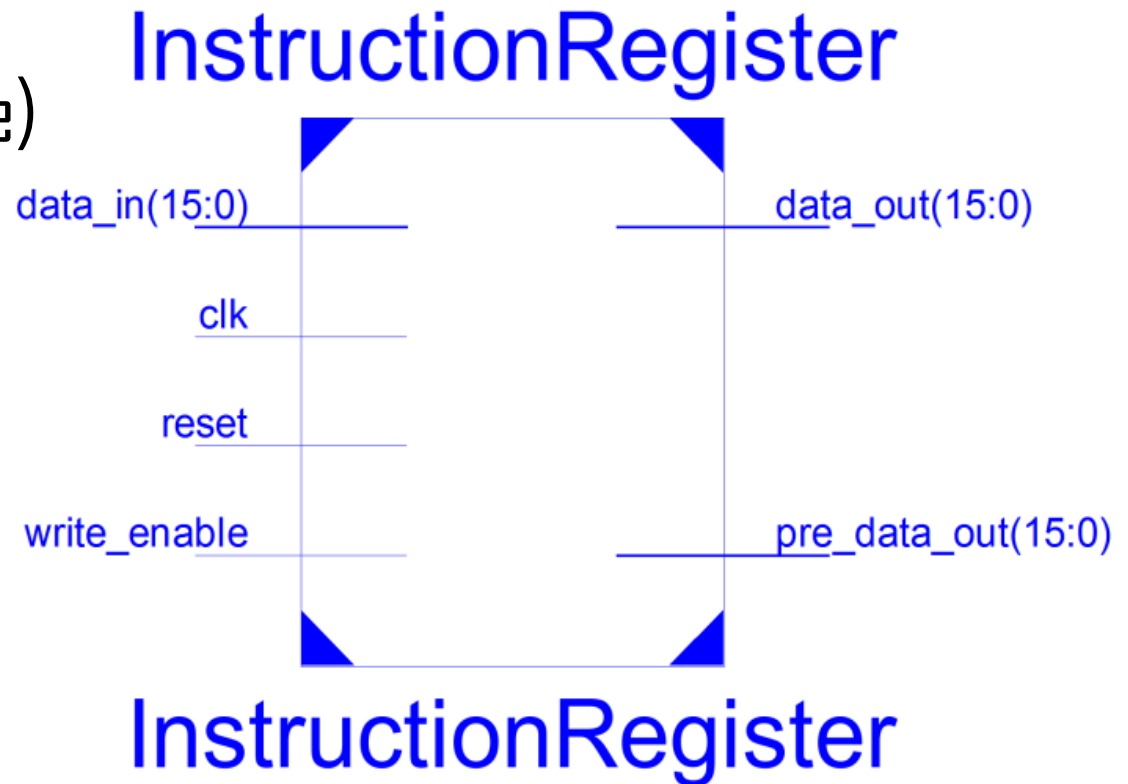 InstructionRegister
e)
data_in(15:0) data_out(15:0)
clk
reset
write_enable pre_data_out(15:0)
InstructionRegister